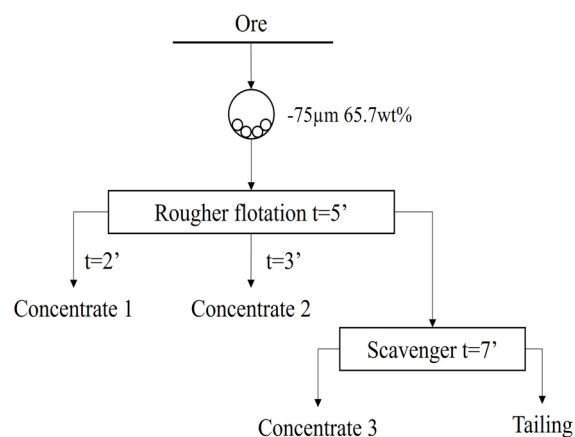 Ore
-75μm 65.7wt%
Rougher flotation t=5’
t=2’
t=3’
Concentrate 1
Concentrate 2
Scavenger t=7’
Concentrate 3
Tailing